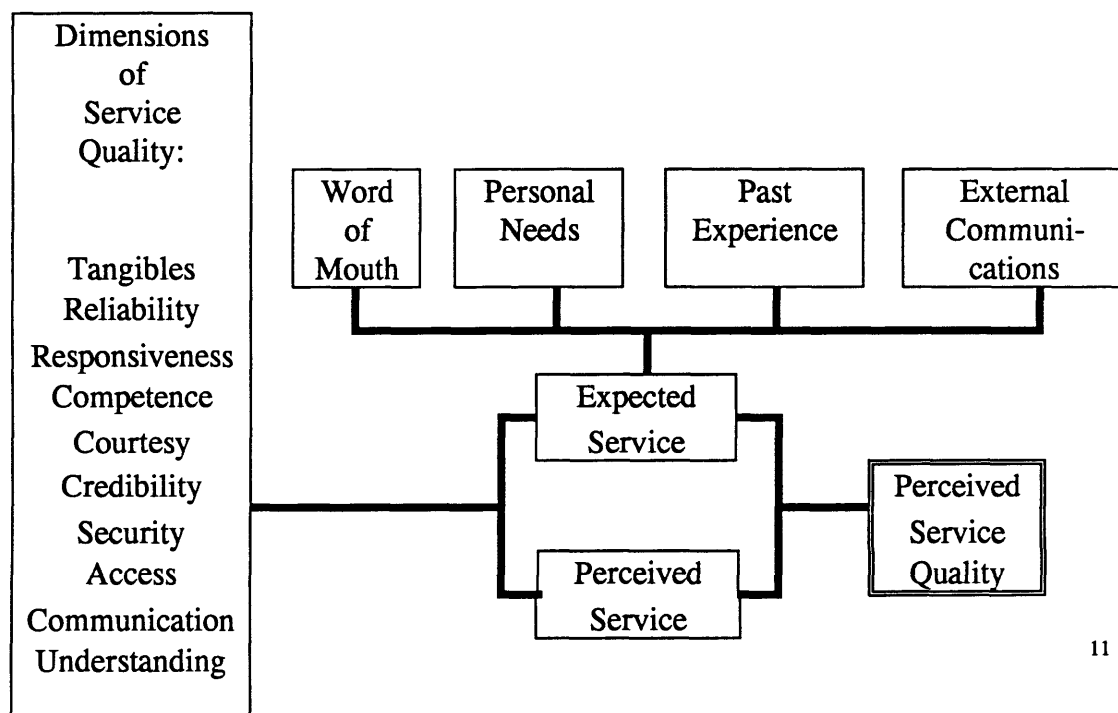 Dimensions
of
Service
Quality:
Tangibles
Reliability
Responsiveness
Competence
Courtesy
Credibility
Security
Access
Communication
Understanding
Word
of
Mouth
Personal
Needs
Past
Experience
External
Communi-
cations
Expected
Service
Perceived
Service
Perceived
Service
Quality
11